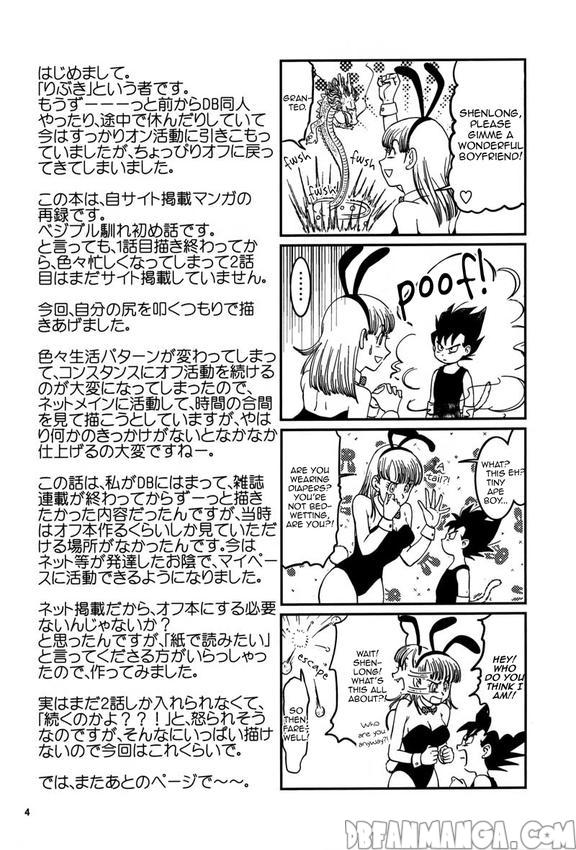 はじめまして。
「りぶき」という者です。
もうずーーーっと前からDB同人
やったり、途中で休んだりしていて
今はすっかりオン活動に引きこもっ
ていましたが、ちょっぴりオフに戻っ
てきてしまいました。
この本は、自サイト掲載マンガの
再録です。
ベジブル馴れ初め話です。
と言っても、1話目描き終わってか
ら、色々忙しくなってしまって2話
目はまだサイト掲載していません。
今回、自分の尻を叩くつもりで描
きあげました。
色々生活パターンが変わってしまっ
て、コンスタンスにオフ活動を続ける
のが大変になってしまったので、
ネットメインに活動して、時間の合間
を見て描こうとしていますが、やは
り何かのきっかけがないとなかなか
仕上げるの大変ですねー。
この話は、私がDBにはまって、雑誌
連載が終わってからずーっと描き
たかった内容だったんですが、当時
はオフ本作るくらいしか見ていただ
ける場所がなかったんです。今は
ネット等が発達したお陰で、マイペー
スに活動できるようになりました。
ネット掲載だから、オフ本にする必要
ないんじゃないか?
と思ったんですが、「紙で読みたい」
と言ってくださる方がいらっしゃっ
たので、作ってみました。
実はまだ2話しか入れられなくて、
「続くのかよ??!」と、怒られそう
なのですが、そんなにいっぱい描け
ないので今回はこれくらいで。
では、またあとのページで〜〜。
SHENLONG,
PLEASE
GIMME A
WONDERFUL
BOYFRIEND!
GRAN-
TED.
fwsh
fwsh
fwsh
poof!
......
WHAT?
THIS EH?
TINY
APE
BOY...
A
tail?!
ARE YOU
WEARING
DIAPERS?
YOU'RE
NOT BED-
WETTING,
ARE YOU?!
HEY!
WHO DO
YOU
THINK I
AM!!
WAIT!
SHEN-
LONG!
WHAT'S
THIS ALL
ABOUT?!
Who
are you
anyway?!
escape
SO
THEN,
FARE-
WELL!
4
DBFANMANGA.COM